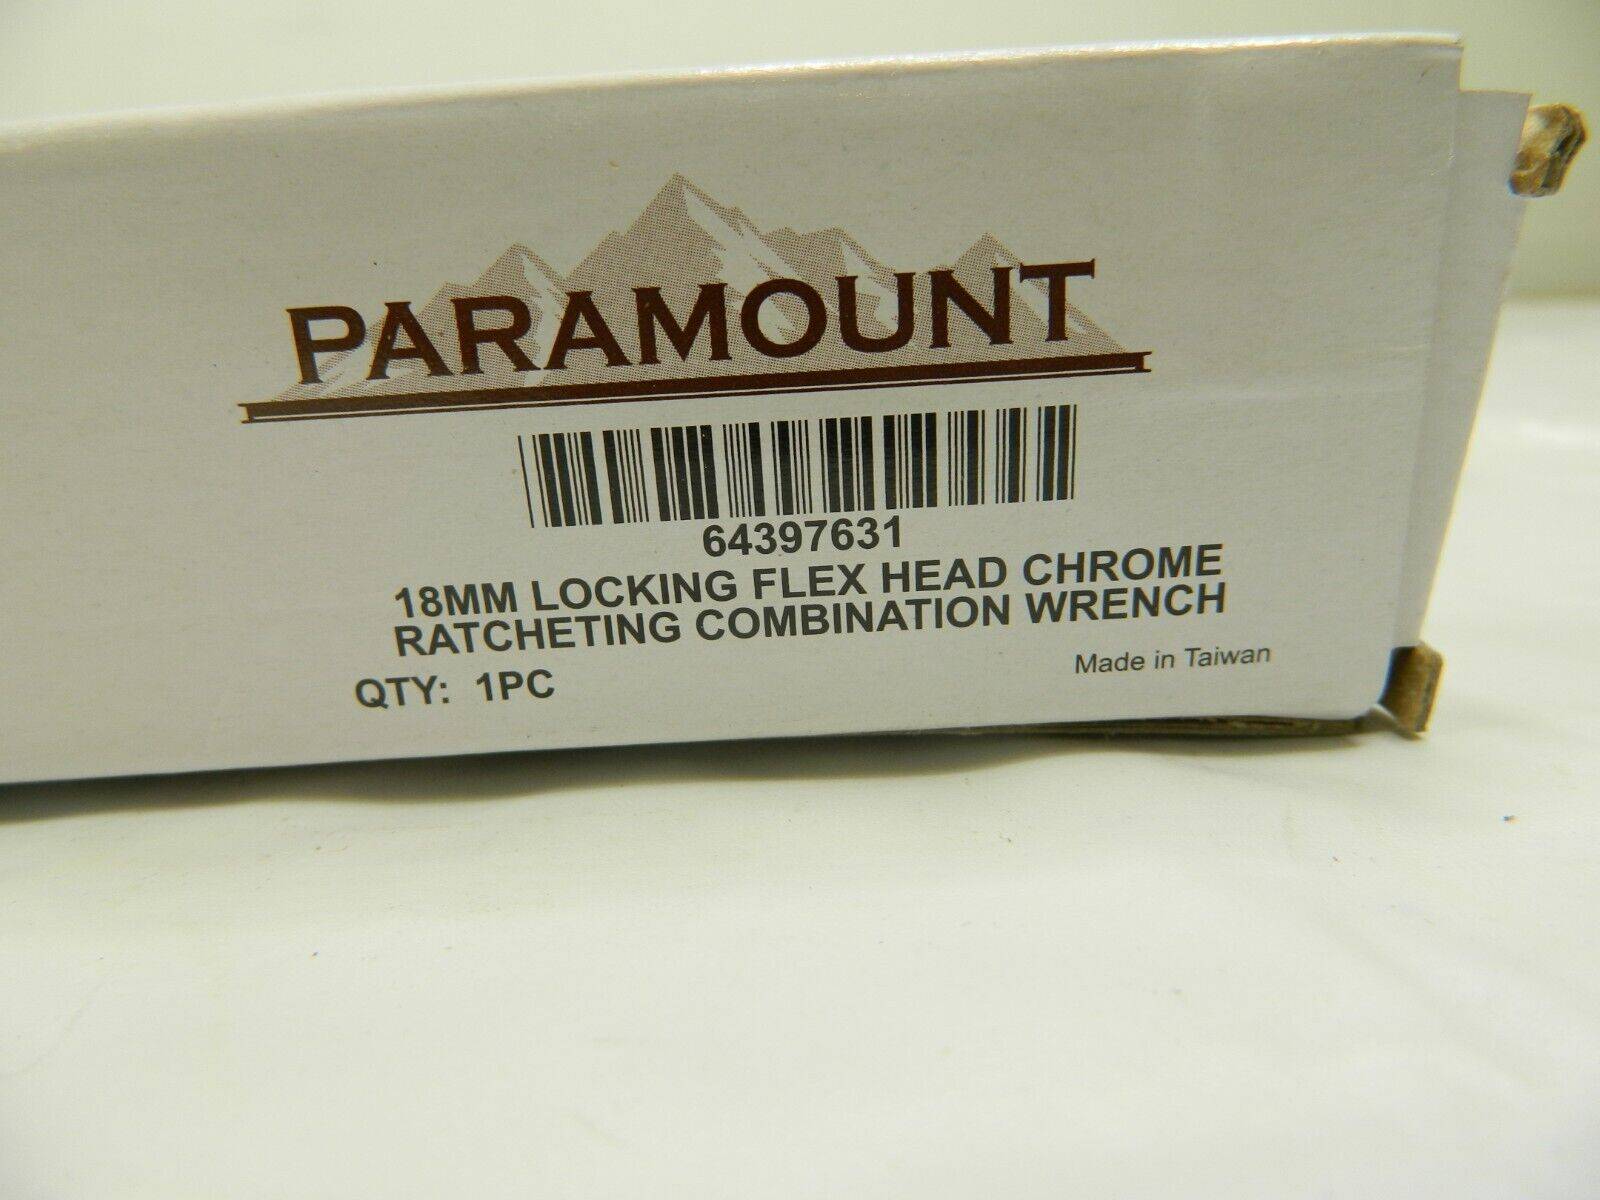 PARAMOUNT
64397631
18MM LOCKING FLEX HEAD CHROME
RATCHETING COMBINATION WRENCH
QTY: 1PC
Made in Taiwan